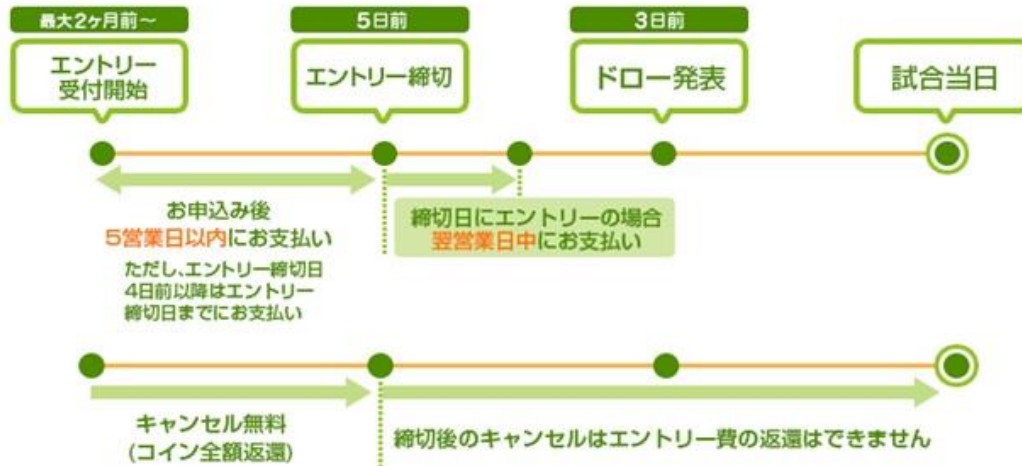 最大2ヶ月前~
エントリー
受付開始
5日前
エントリー締切
3日前
ドロー発表
試合当日
お申込み後
5営業日以内にお支払い
ただし、エントリー締切日
4日前以降はエントリー
締切日までにお支払い
締切日にエントリーの場合
翌営業日中にお支払い
キャンセル無料
(コイン全額返還)
締切後のキャンセルはエントリー費の返還はできません